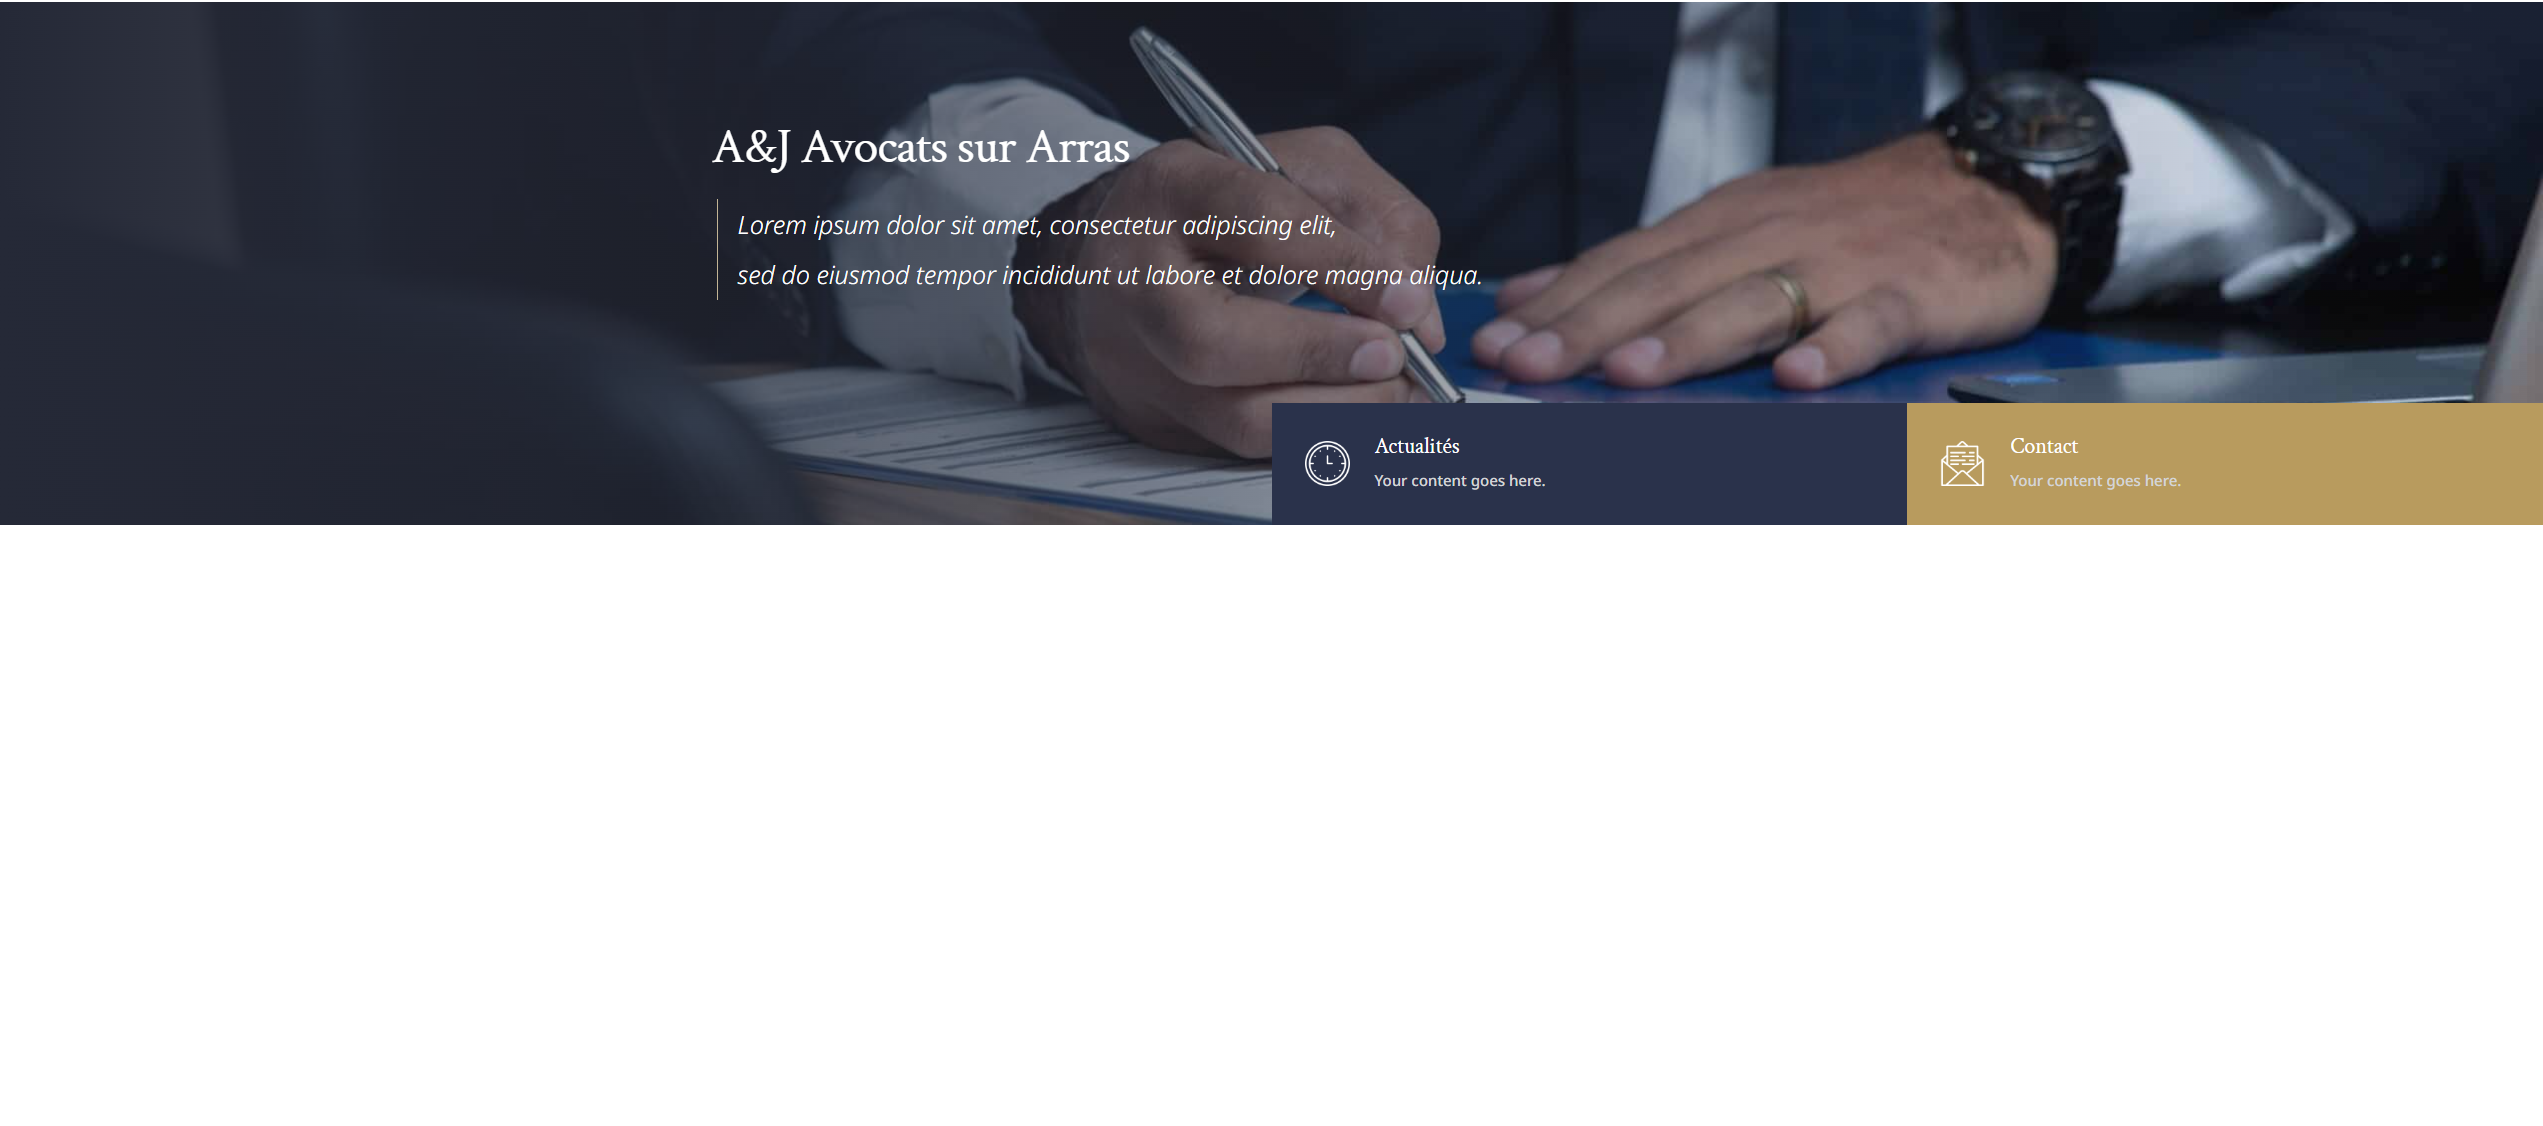 A&J Avocats sur Arras
Lorem ipsum dolor sit amet, consectetur adipiscing elit,
sed do eiusmod tempor incididunt ut labore et dolore magna aliqua.
Actualités
Your content goes here.
Contact
Your content goes here.